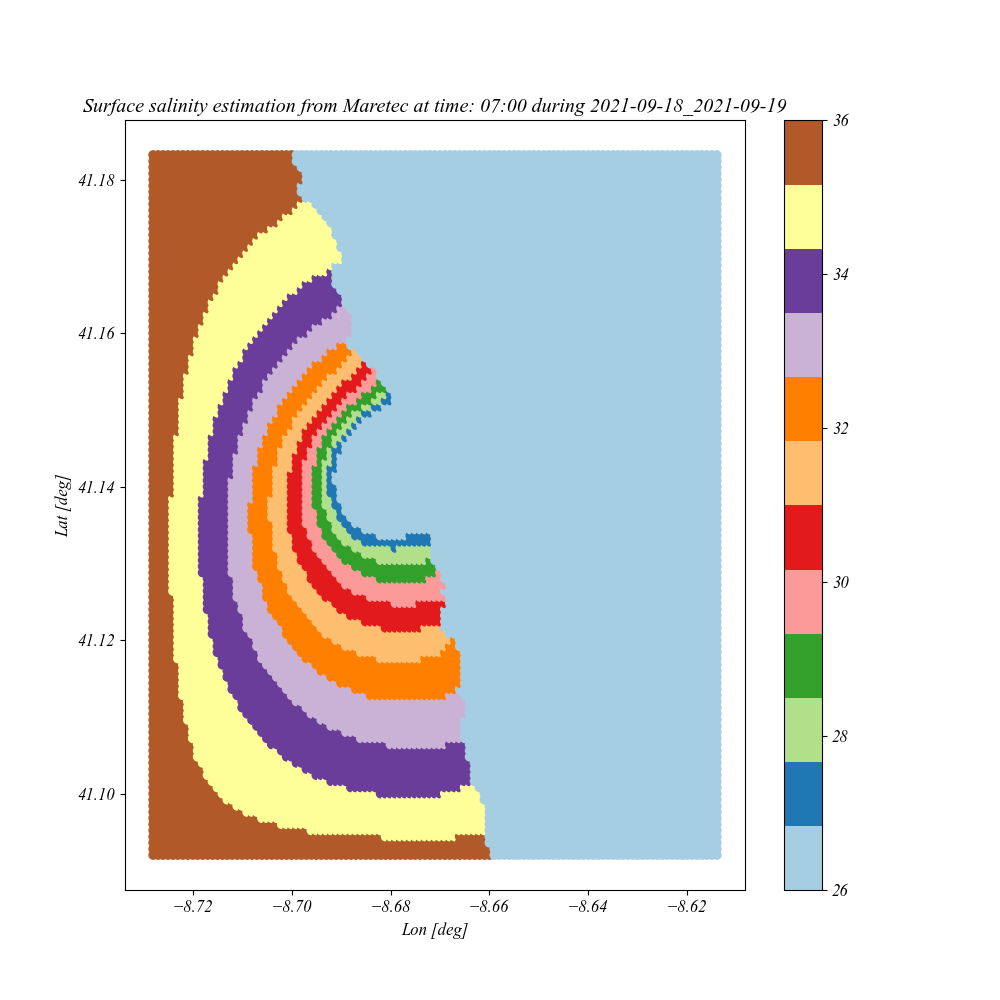 Surface salinity estimation from Maretec at time: 07:00 during 2021-09-18_2021-09-19
36
41.18
34
41.16
32
41.14
Lat [deg]
30
41.12
28
41.10
26
−8.72 −8.70 −8.68 −8.66 −8.64 −8.62
Lon [deg]